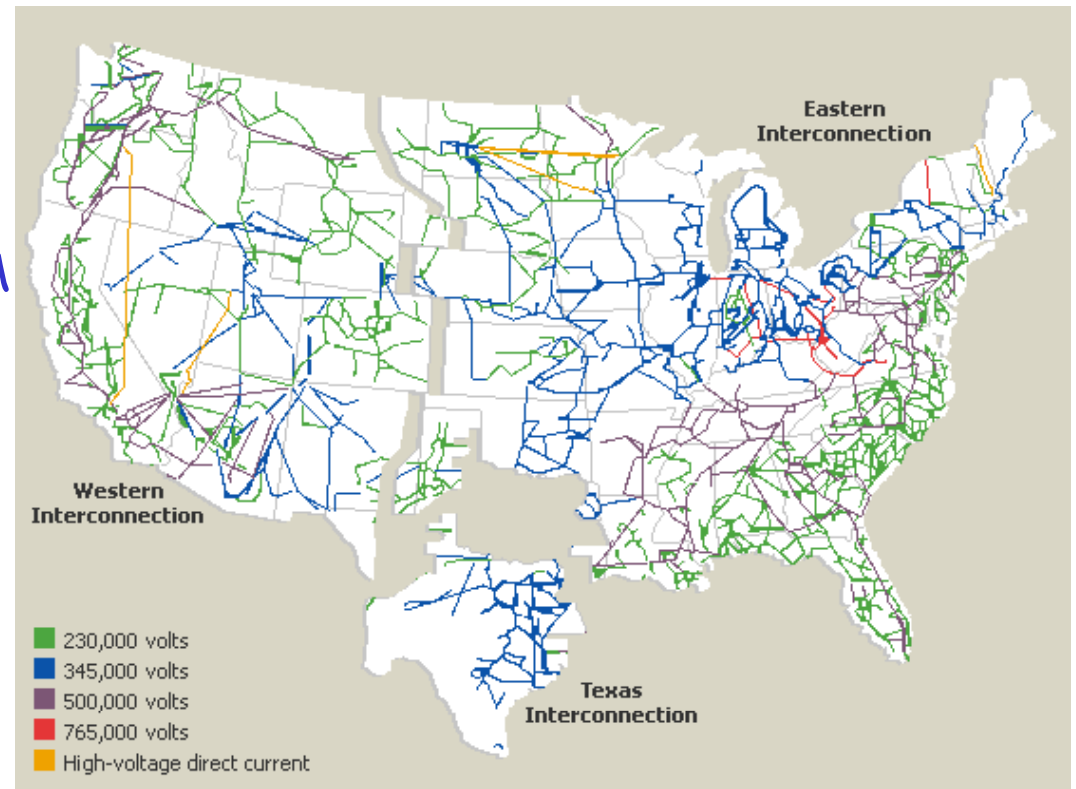 Eastern
Interconnection
Western
Interconnection
Texas
Interconnection
230,000 volts
345,000 volts
500,000 volts
765,000 volts
High-voltage direct current